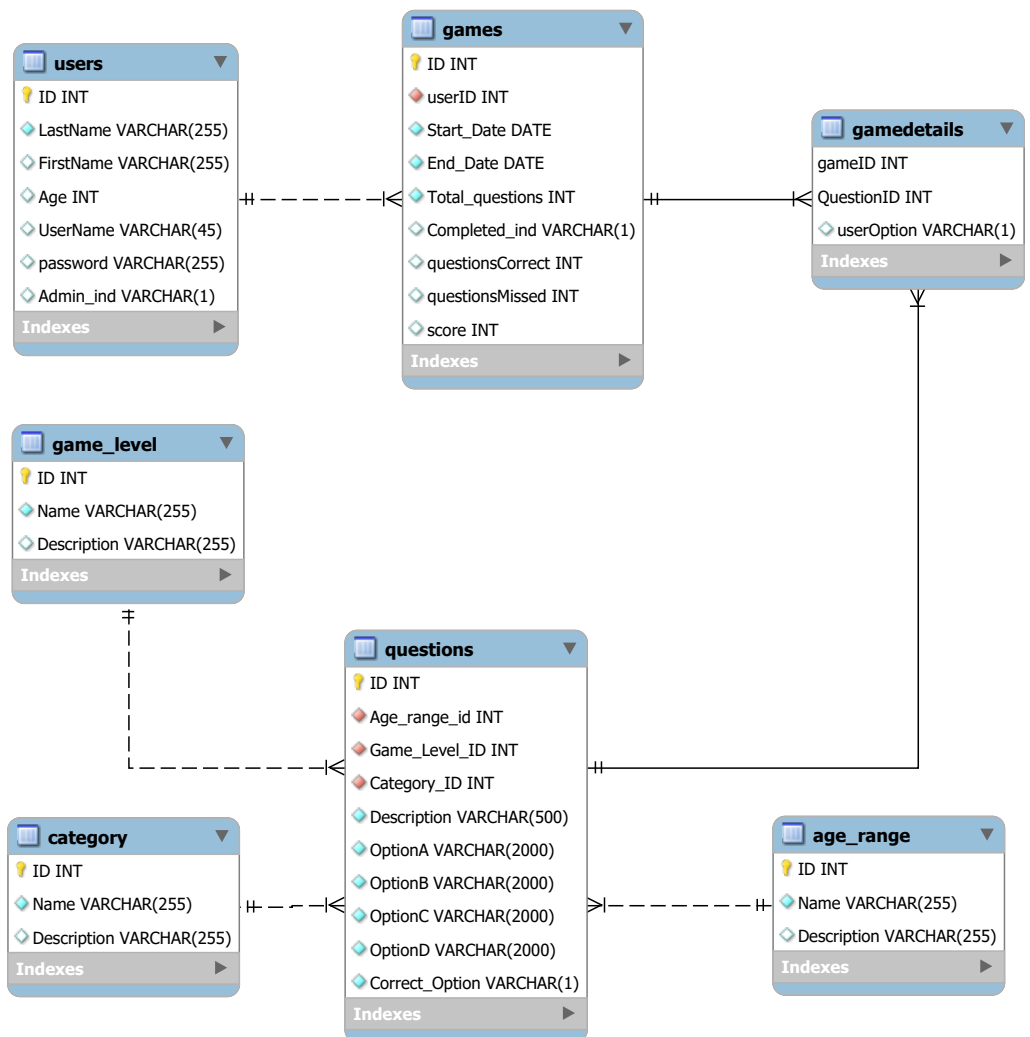 users
ID INT
LastName VARCHAR(255)
FirstName VARCHAR(255)
Age INT
UserName VARCHAR(45)
password VARCHAR(255)
Admin_ind VARCHAR(1)
Indexes
games
ID INT
userID INT
Start_Date DATE
End_Date DATE
Total_questions INT
Completed_ind VARCHAR(1)
questionsCorrect INT
questionsMissed INT
score INT
Indexes
gamedetails
gameID INT
QuestionID INT
userOption VARCHAR(1)
Indexes
game_level
ID INT
Name VARCHAR(255)
Description VARCHAR(255)
Indexes
questions
ID INT
Age_range_id INT
Game_Level_ID INT
Category_ID INT
Description VARCHAR(500)
OptionA VARCHAR(2000)
OptionB VARCHAR(2000)
OptionC VARCHAR(2000)
OptionD VARCHAR(2000)
Correct_Option VARCHAR(1)
Indexes
category
ID INT
Name VARCHAR(255)
Description VARCHAR(255)
Indexes
age_range
ID INT
Name VARCHAR(255)
Description VARCHAR(255)
Indexes